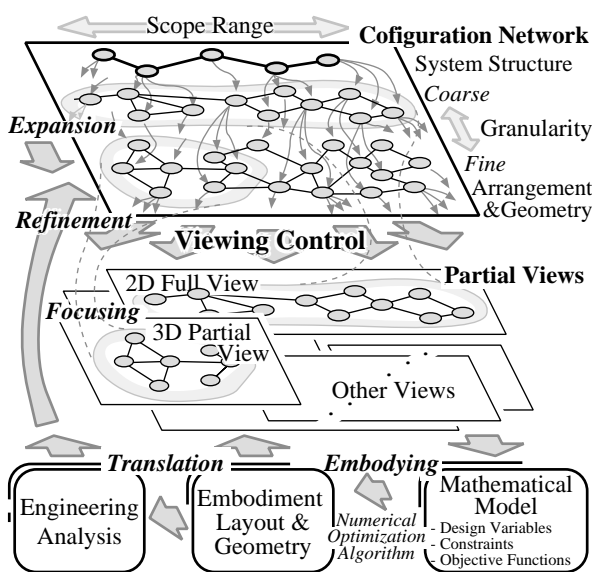 Scope Range
Cofiguration Network
System Structure
Coarse
Expansion
Granularity
Fine
Arrangement
&Geometry
Refinement
Viewing Control
Partial Views
2D Full View
Focusing
3D Partial
View
Other Views
Translation
Embodying
Engineering
Analysis
Embodiment
Layout &
Geometry
Numerical
Optimization
Algorithm
Mathematical
Model
- Design Variables
- Constraints
- Objective Functions